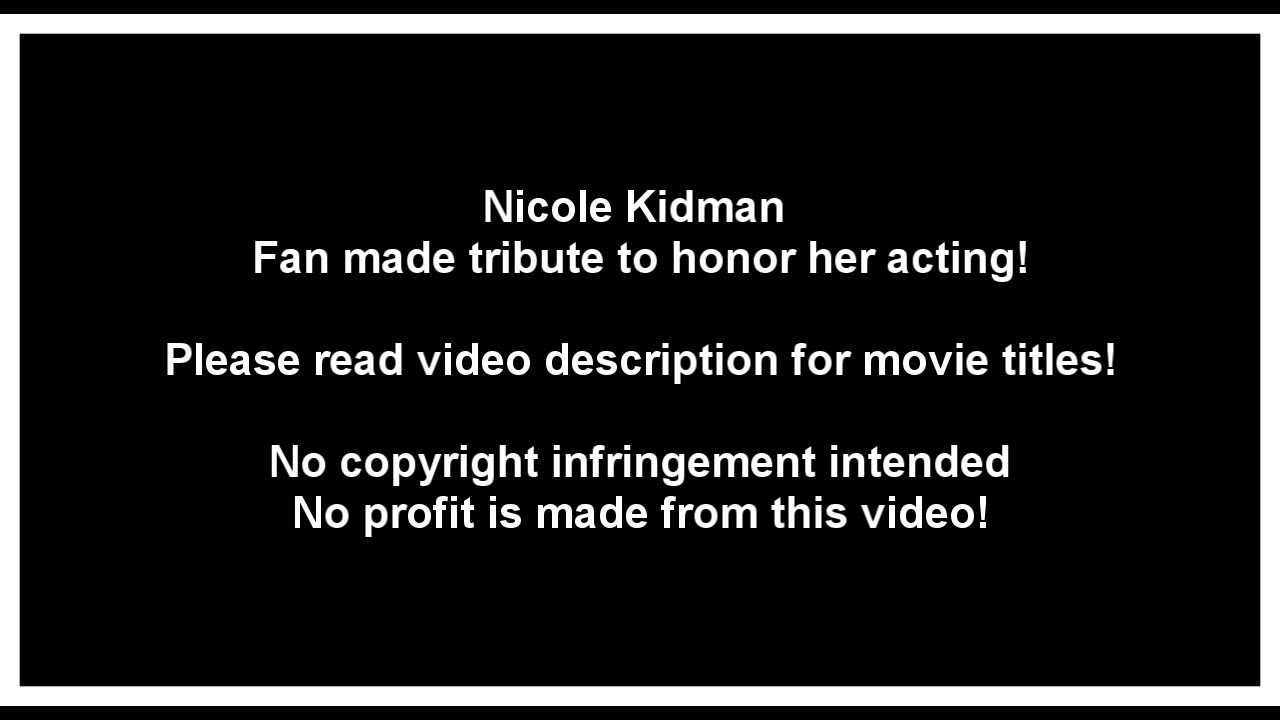 Nicole Kidman
Fan made tribute to honor her acting!
Please read video description for movie titles!
No copyright infringement intended
No profit is made from this video!